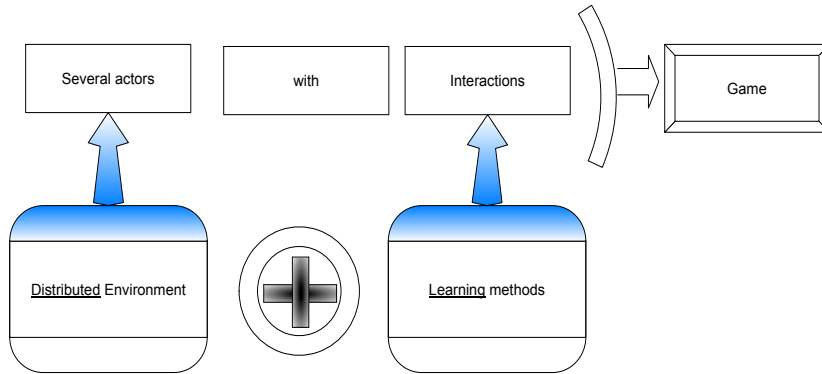 Several actors
with
Interactions
Game
Distributed Environment
Learning methods